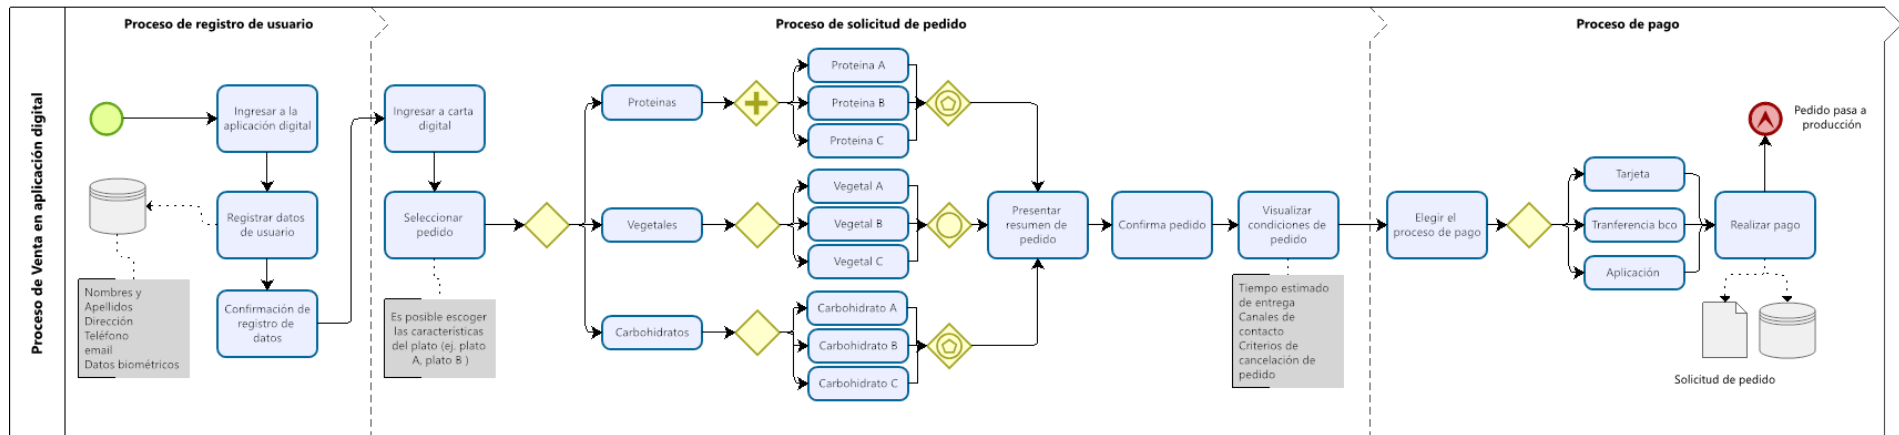 Proceso de Venta en aplicación digital
Proceso de registro de usuario
Ingresar a la
aplicación digital
Registrar datos
de usuario
Confirmación de
registro de
datos
Nombres y
Apellidos
Dirección
Teléfono
email
Datos biométricos
Proceso de solicitud de pedido
Ingresar a carta
digital
Seleccionar
pedido
Es posible escoger
las características
del plato (ej. plato
A, plato B )
Proteinas
Proteina A
Proteina B
Proteina C
Vegetales
Vegetal A
Vegetal B
Vegetal C
Carbohidratos
Carbohidrato A
Carbohidrato B
Carbohidrato C
Presentar
resumen de
pedido
Confirma pedido
Visualizar
condiciones de
pedido
Tiempo estimado
de entrega
Canales de
contacto
Criterios de
cancelación de
pedido
Proceso de pago
Elegir el
proceso de pago
Tarjeta
Tranferencia bco
Aplicación
Realizar pago
Pedido pasa a
producción
Solicitud de pedido